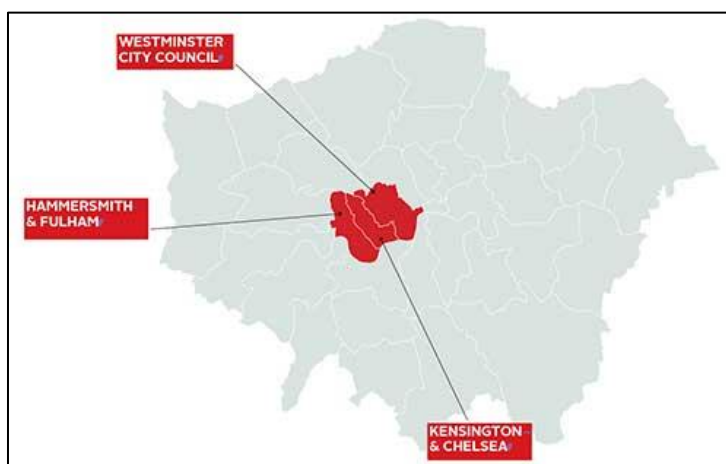 WESTMINSTER
CITY COUNCIL
HAMMERSMITH
& FULHAM
KENSINGTON
& CHELSEA